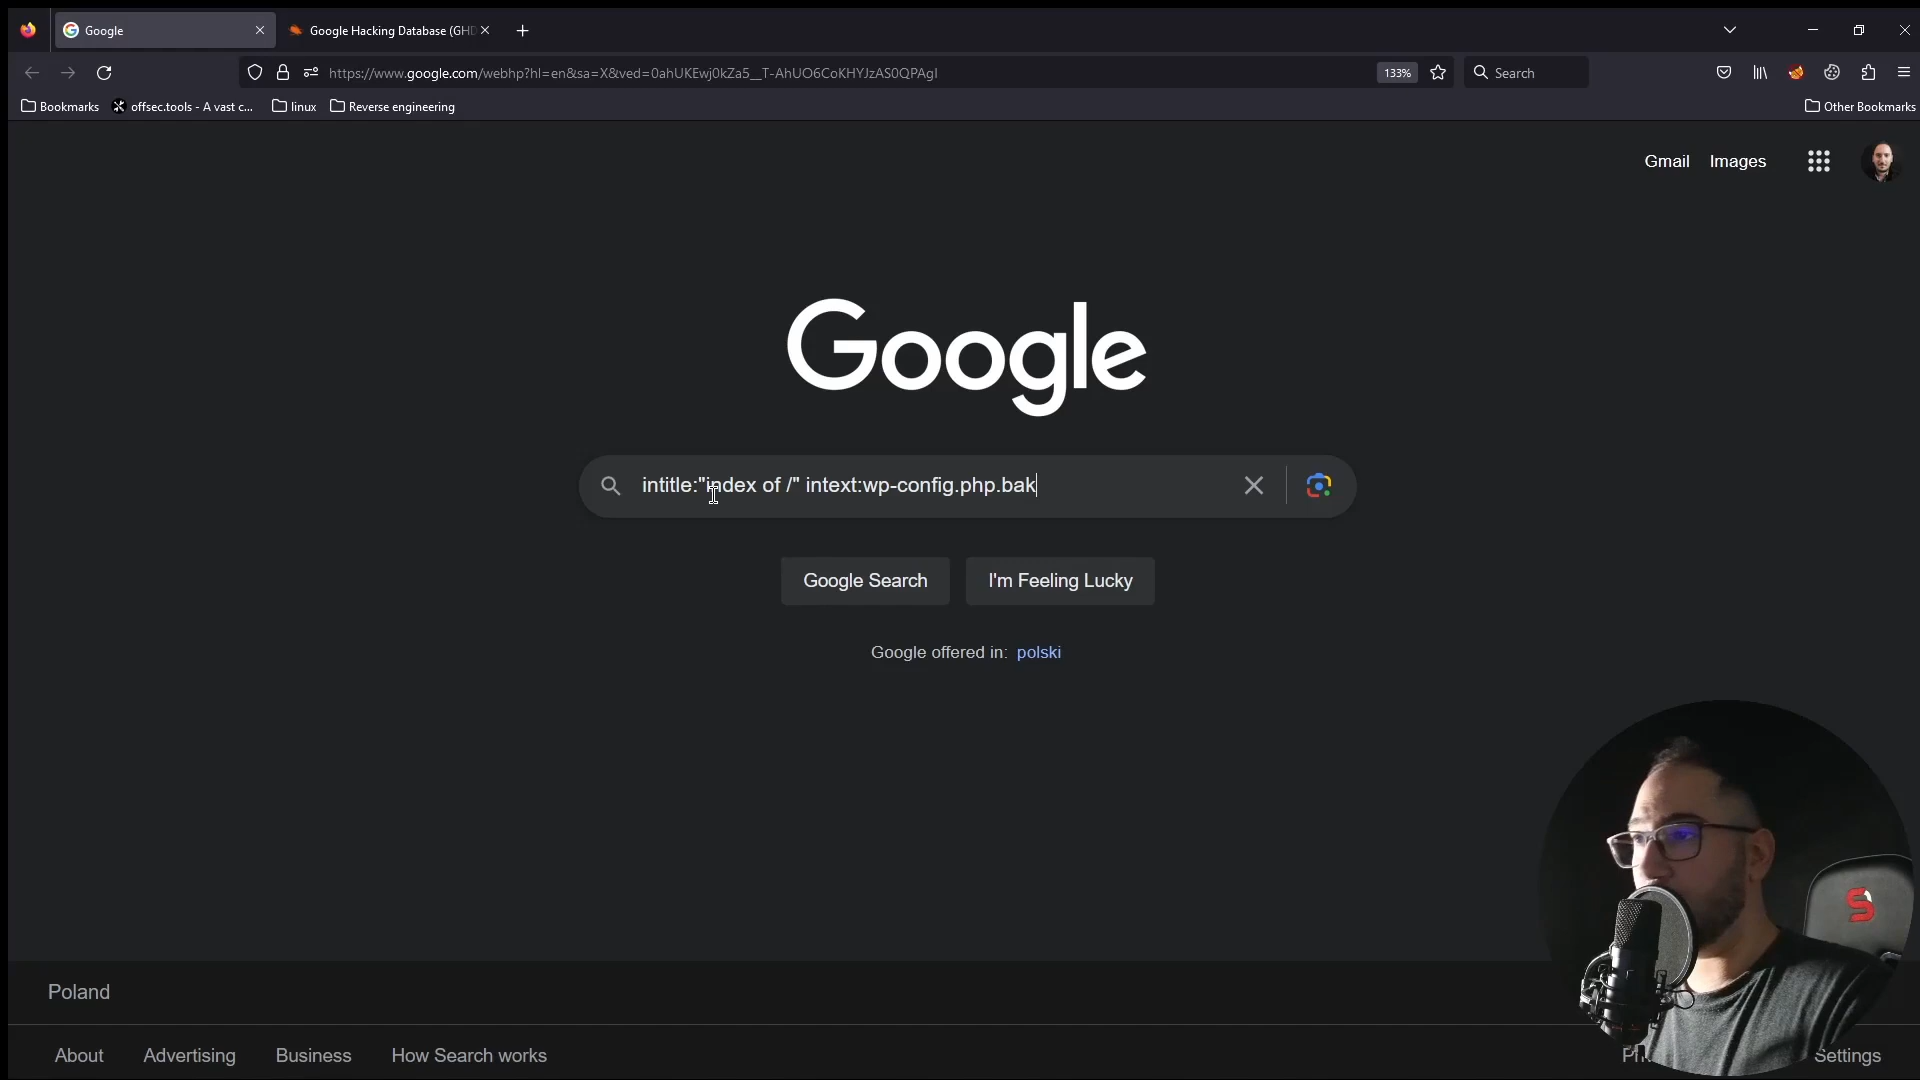 Google
Google Hacking Database (GHD
https://www.google.com/webhp?hl=en&sa=X&ved=0ahUKEwj0kZa5__T-AhUO6CoKHYJzAS0QPAgI
133%
Search
Bookmarks
offsec.tools - A vast c...
linux
Reverse engineering
Other Bookmarks
Gmail Images
Google
intitle:"index of /" intext:wp-config.php.bak
Google Search I'm Feeling Lucky
Google offered in: polski
Poland
About Advertising Business How Search works
Settings